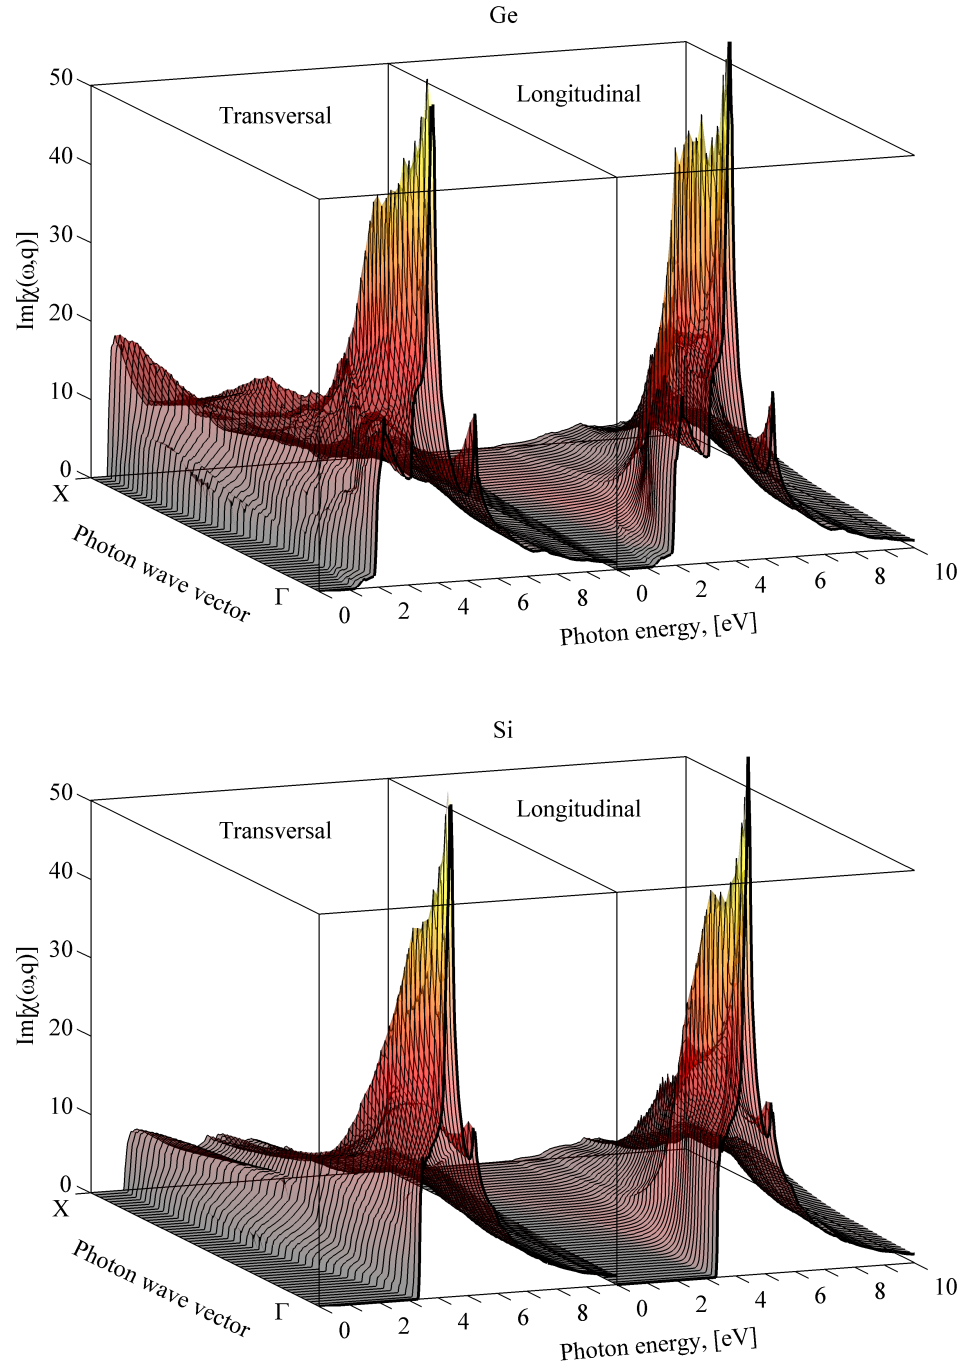 Ge
Transversal
Longitudinal
50
40
30
20
10
0
Im[χ(ω,q)]
X
Photon wave vector
Γ
0 2 4 6 8 0 2 4 6 8 10
Photon energy, [eV]
Si
Transversal
Longitudinal
50
40
30
20
10
0
Im[χ(ω,q)]
X
Photon wave vector
Γ
0 2 4 6 8 0 2 4 6 8 10
Photon energy, [eV]